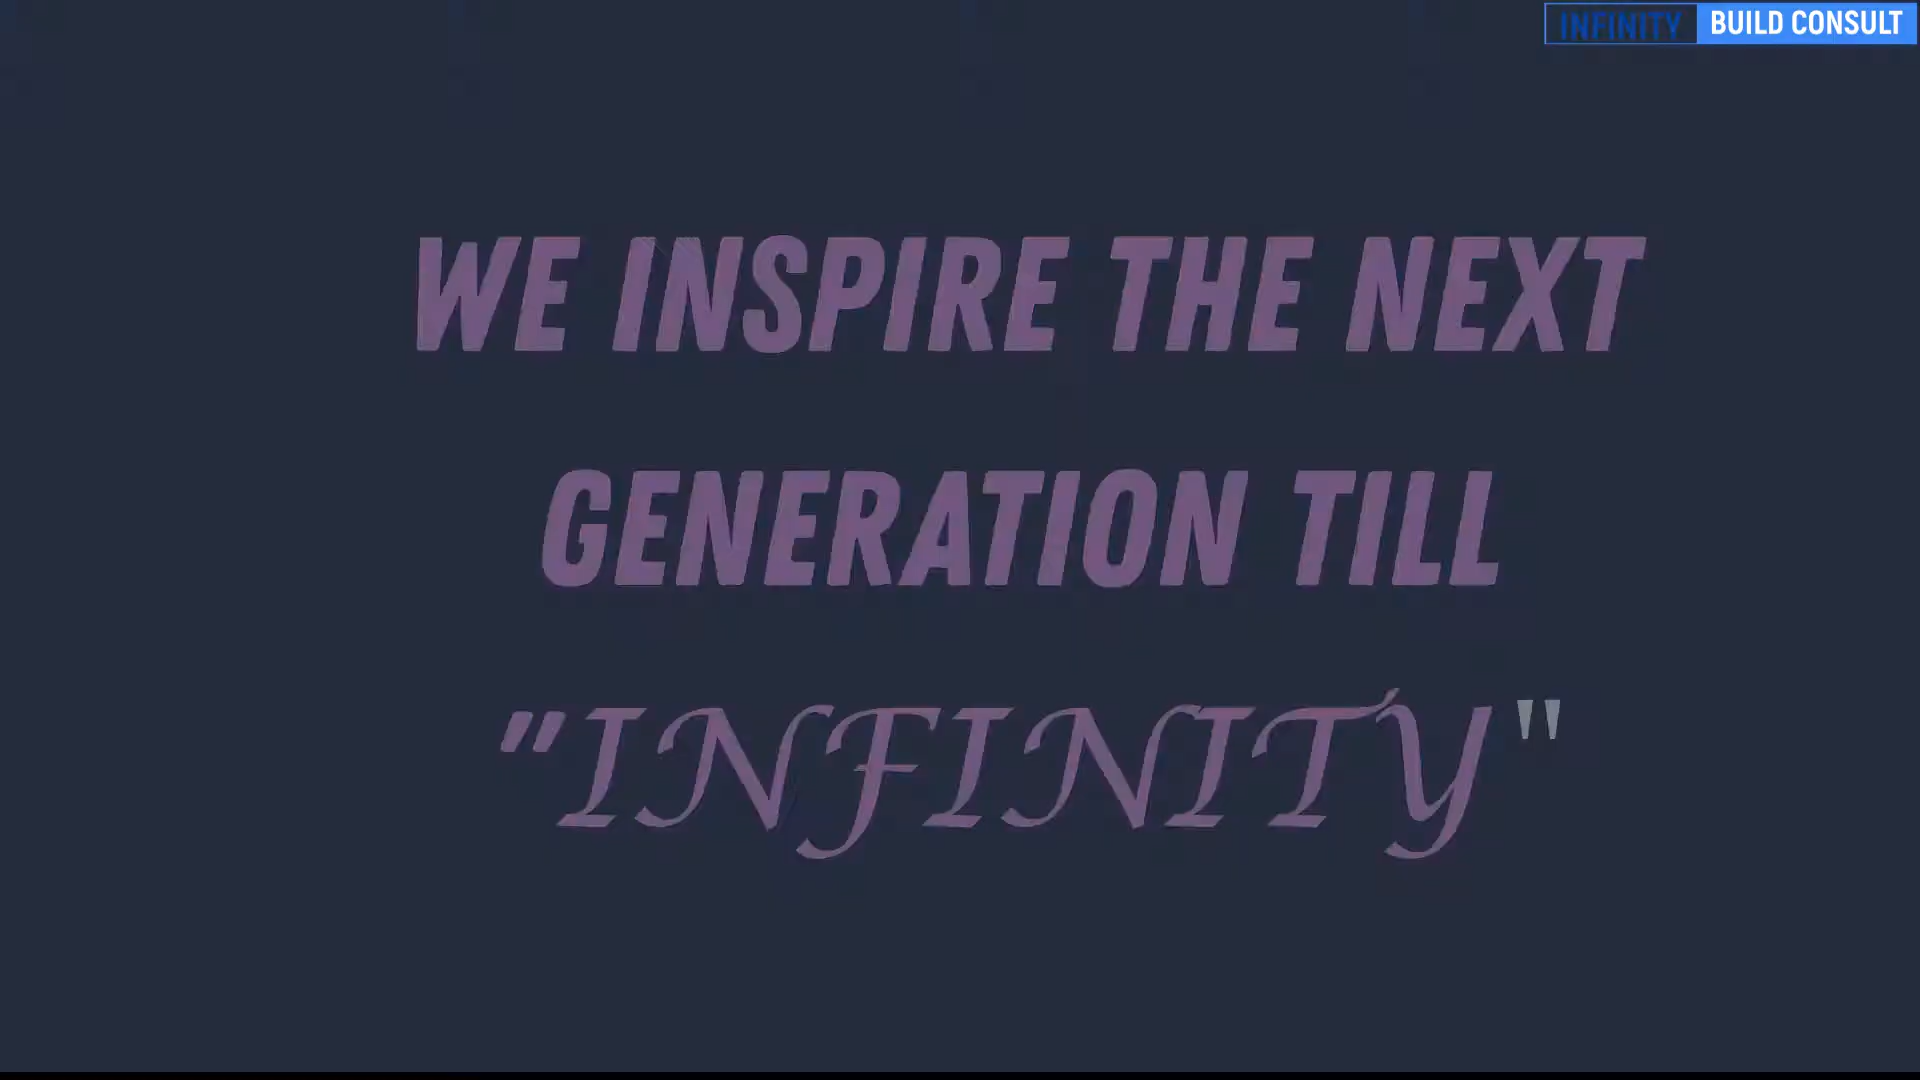 INFINITY BUILD CONSULT
WE INSPIRE THE NEXT
GENERATION TILL
"INFINITY"